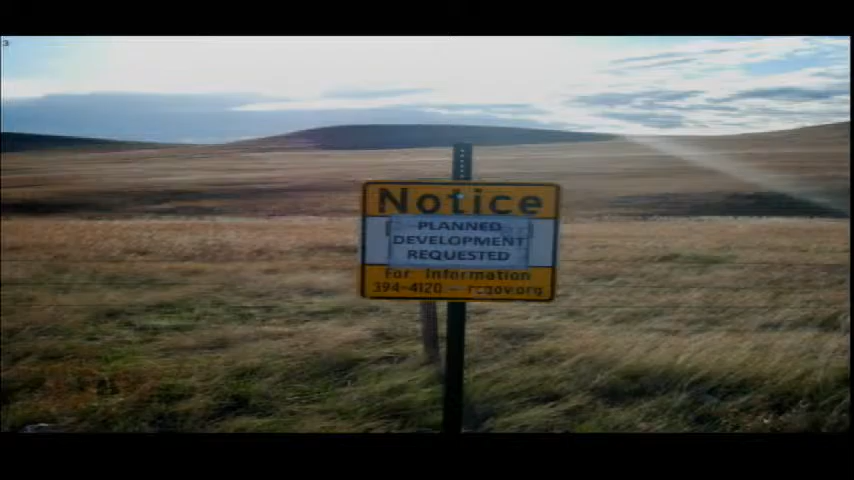 Notice
PLANNED
DEVELOPMENT
REQUESTED
For Information
394-4120 - rcgov.org